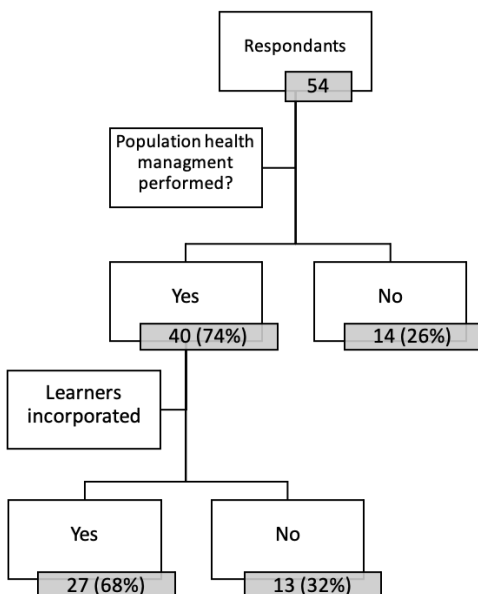 Respondants
54
Population health
managment
performed?
Yes
No
40 (74%)
14 (26%)
Learners
incorporated
Yes
No
27 (68%)
13 (32%)